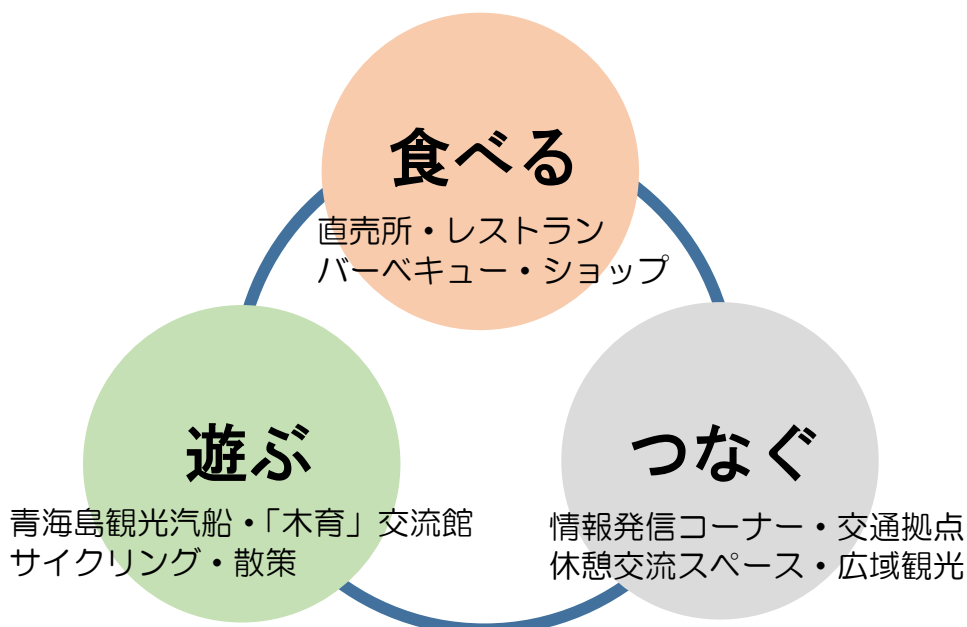 食べる
直売所・レストラン
バーベキュー・ショップ
遊ぶ
青海島観光汽船・「木育」交流館
サイクリング・散策
つなぐ
情報発信コーナー・交通拠点
休憩交流スペース・広域観光